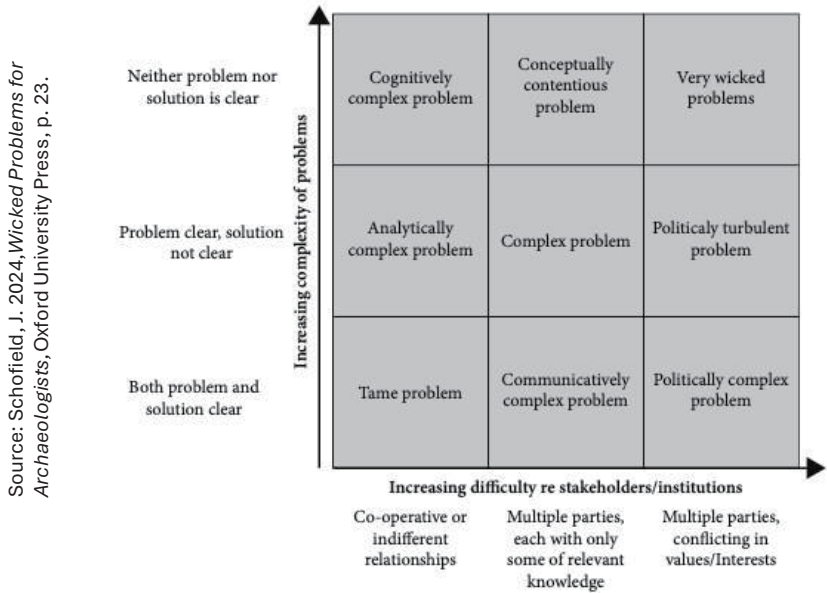 Source: Schofield, J. 2024,Wicked Problems for
Archaeologists, Oxford University Press, p. 23.
Increasing complexity of problems
Neither problem nor
solution is clear
Cognitively
complex problem
Conceptually
contentious
problem
Very wicked
problems
Problem clear, solution
not clear
Analytically
complex problem
Complex problem
Politicaly turbulent
problem
Both problem and
solution clear
Tame problem
Communicatively
complex problem
Politically complex
problem
Increasing difficulty re stakeholders/institutions
Co-operative or
indifferent
relationships
Multiple parties,
each with only
some of relevant
knowledge
Multiple parties,
conflicting in
values/Interests